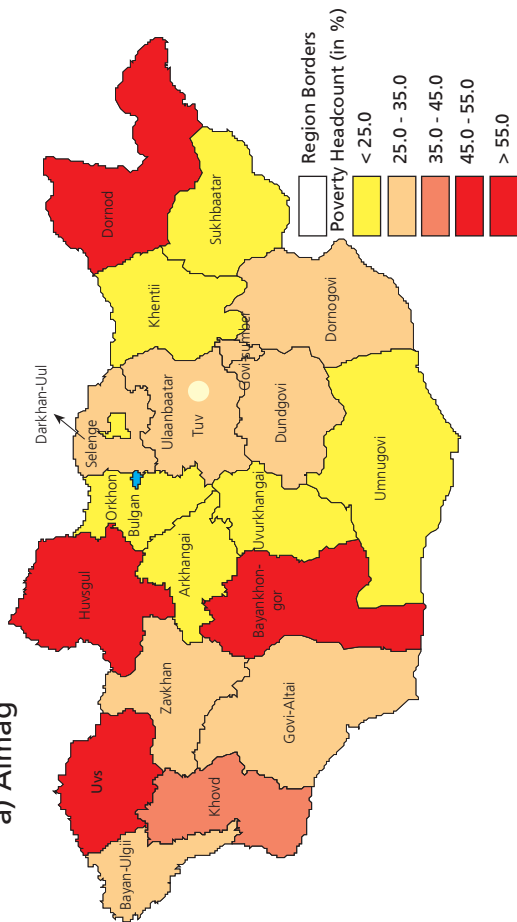 a) Aimag
Darkhan-Uul
Selenge
Orkhon
Bulgan
Ulaanbaatar
Tuv
Khentii
Dornod
Sukhbaatar
Huvsgul
Arkhangai
Uvurkhangai
Govi-sumber
Dundgovi
Dornogovi
Umnugovi
Bayankhon-
gor
Zavkhan
Govi-Altai
Uvs
Khovd
Bayan-Ulgii
Region Borders
Poverty Headcount (in %)
< 25.0
25.0 - 35.0
35.0 - 45.0
45.0 - 55.0
> 55.0